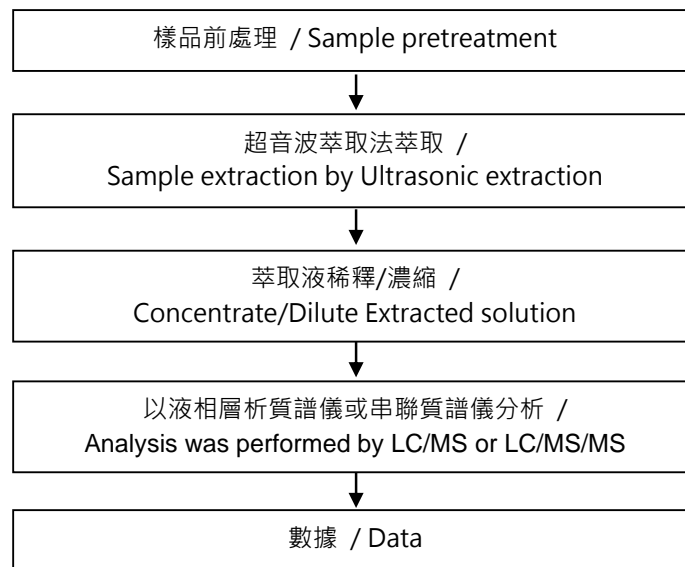 樣品前處理 / Sample pretreatment
超音波萃取法萃取 /
Sample extraction by Ultrasonic extraction
萃取液稀釋/濃縮 /
Concentrate/Dilute Extracted solution
以液相層析質譜儀或串聯質譜儀分析 /
Analysis was performed by LC/MS or LC/MS/MS
數據 / Data